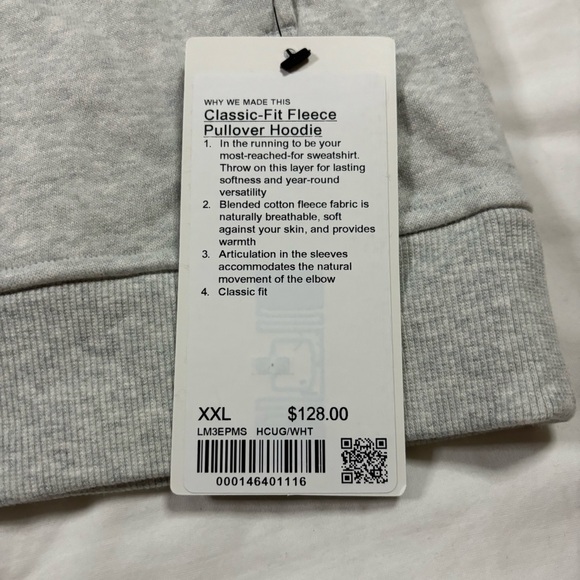 WHY WE MADE THIS
Classic-Fit Fleece
Pullover Hoodie
1. In the running to be your
most-reached-for sweatshirt.
Throw on this layer for lasting
softness and year-round
versatility
2. Blended cotton fleece fabric is
naturally breathable, soft
against your skin, and provides
warmth
3. Articulation in the sleeves
accommodates the natural
movement of the elbow
4. Classic fit
XXL $128.00
LM3EPMS HCUG/WHT
000146401116